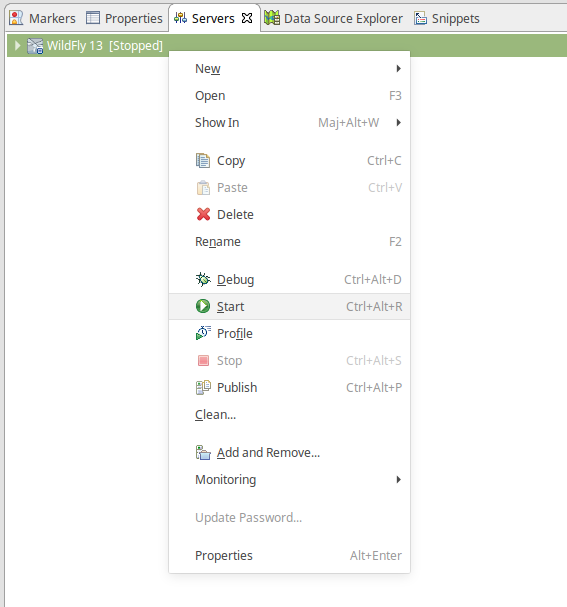 Markers Properties Servers Data Source Explorer Snippets
WildFly 13 [Stopped]
New
Open F3
Show In Maj+Alt+W
Copy Ctrl+C
Paste Ctrl+V
Delete
Rename F2
Debug Ctrl+Alt+D
Start Ctrl+Alt+R
Profile
Stop Ctrl+Alt+S
Publish Ctrl+Alt+P
Clean...
Add and Remove...
Monitoring
Update Password...
Properties Alt+Enter